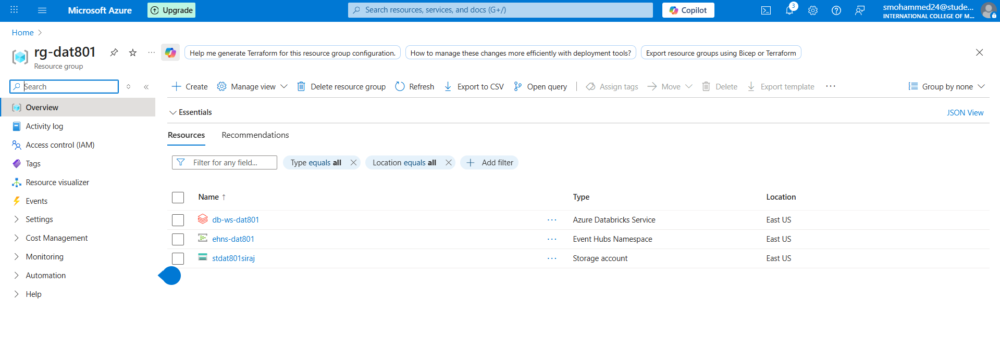 Microsoft Azure
Upgrade
Search resources, services, and docs (G+/)
Copilot
3
smohammed24@stude...
INTERNATIONAL COLLEGE OF M...
Home
rg-dat801
Resource group
Help me generate Terraform for this resource group configuration.
How to manage these changes more efficiently with deployment tools?
Export resource groups using Bicep or Terraform
Search
Create
Manage view
Delete resource group
Refresh
Export to CSV
Open query
Assign tags
Move
Delete
Export template
Group by none
Overview
Activity log
Access control (IAM)
Tags
Resource visualizer
Events
Settings
Cost Management
Monitoring
Automation
Help
Essentials
JSON View
Resources
Recommendations
Filter for any field...
Type equals all
Location equals all
Add filter
Name ↑ Type Location
db-ws-dat801 ... Azure Databricks Service East US
ehns-dat801 ... Event Hubs Namespace East US
stdat801siraj ... Storage account East US